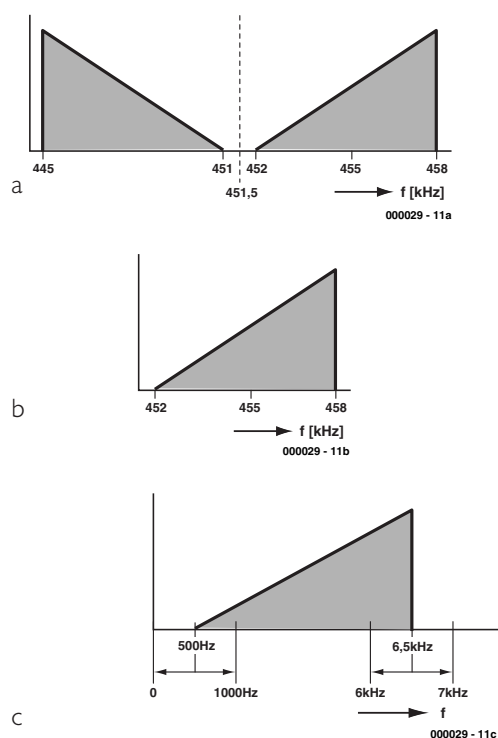 445 451 452 455 458
451,5 f [kHz]
000029 - 11a
a
452 455 458
f [kHz]
000029 - 11b
b
500Hz 6,5kHz
0 1000Hz 6kHz 7kHz
f
000029 - 11c
c